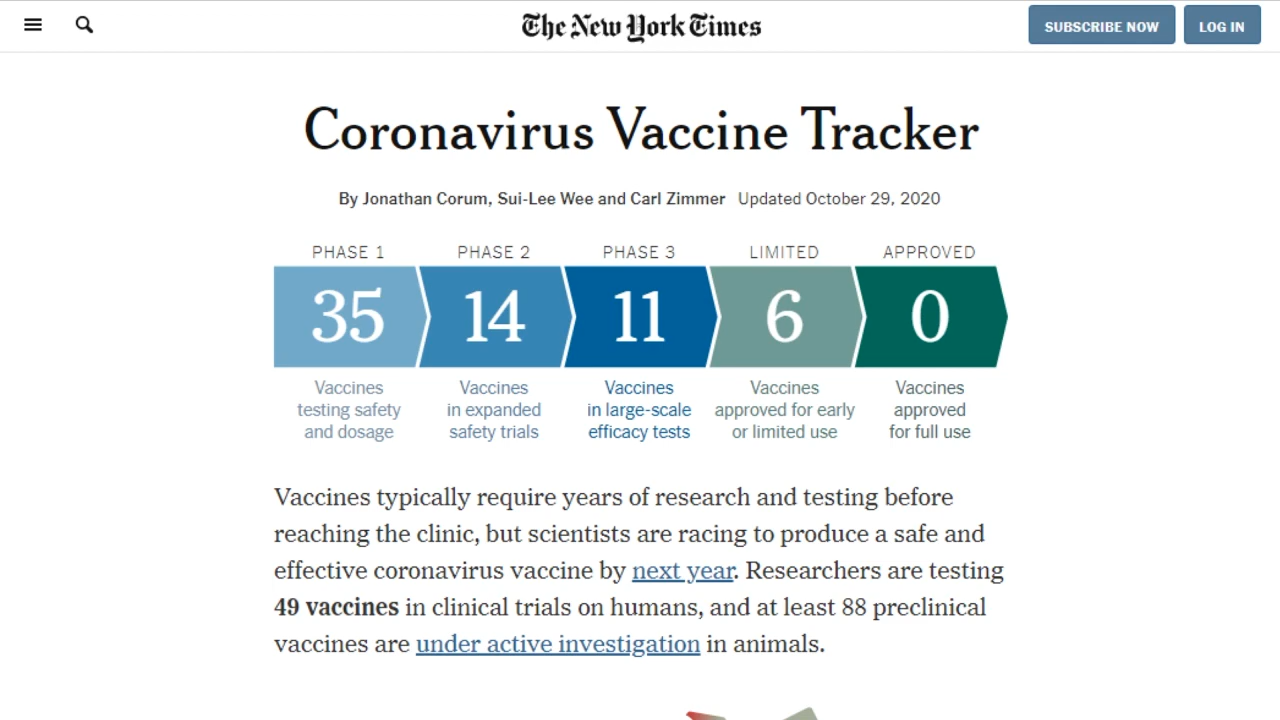 The New York Times
SUBSCRIBE NOW
LOG IN
Coronavirus Vaccine Tracker
By Jonathan Corum, Sui-Lee Wee and Carl Zimmer Updated October 29, 2020
PHASE 1 PHASE 2 PHASE 3 LIMITED APPROVED
35 14 11 6 0
Vaccines
testing safety
and dosage
Vaccines
in expanded
safety trials
Vaccines
in large-scale
efficacy tests
Vaccines
approved for early
or limited use
Vaccines
approved
for full use
Vaccines typically require years of research and testing before
reaching the clinic, but scientists are racing to produce a safe and
effective coronavirus vaccine by next year. Researchers are testing
49 vaccines in clinical trials on humans, and at least 88 preclinical
vaccines are under active investigation in animals.